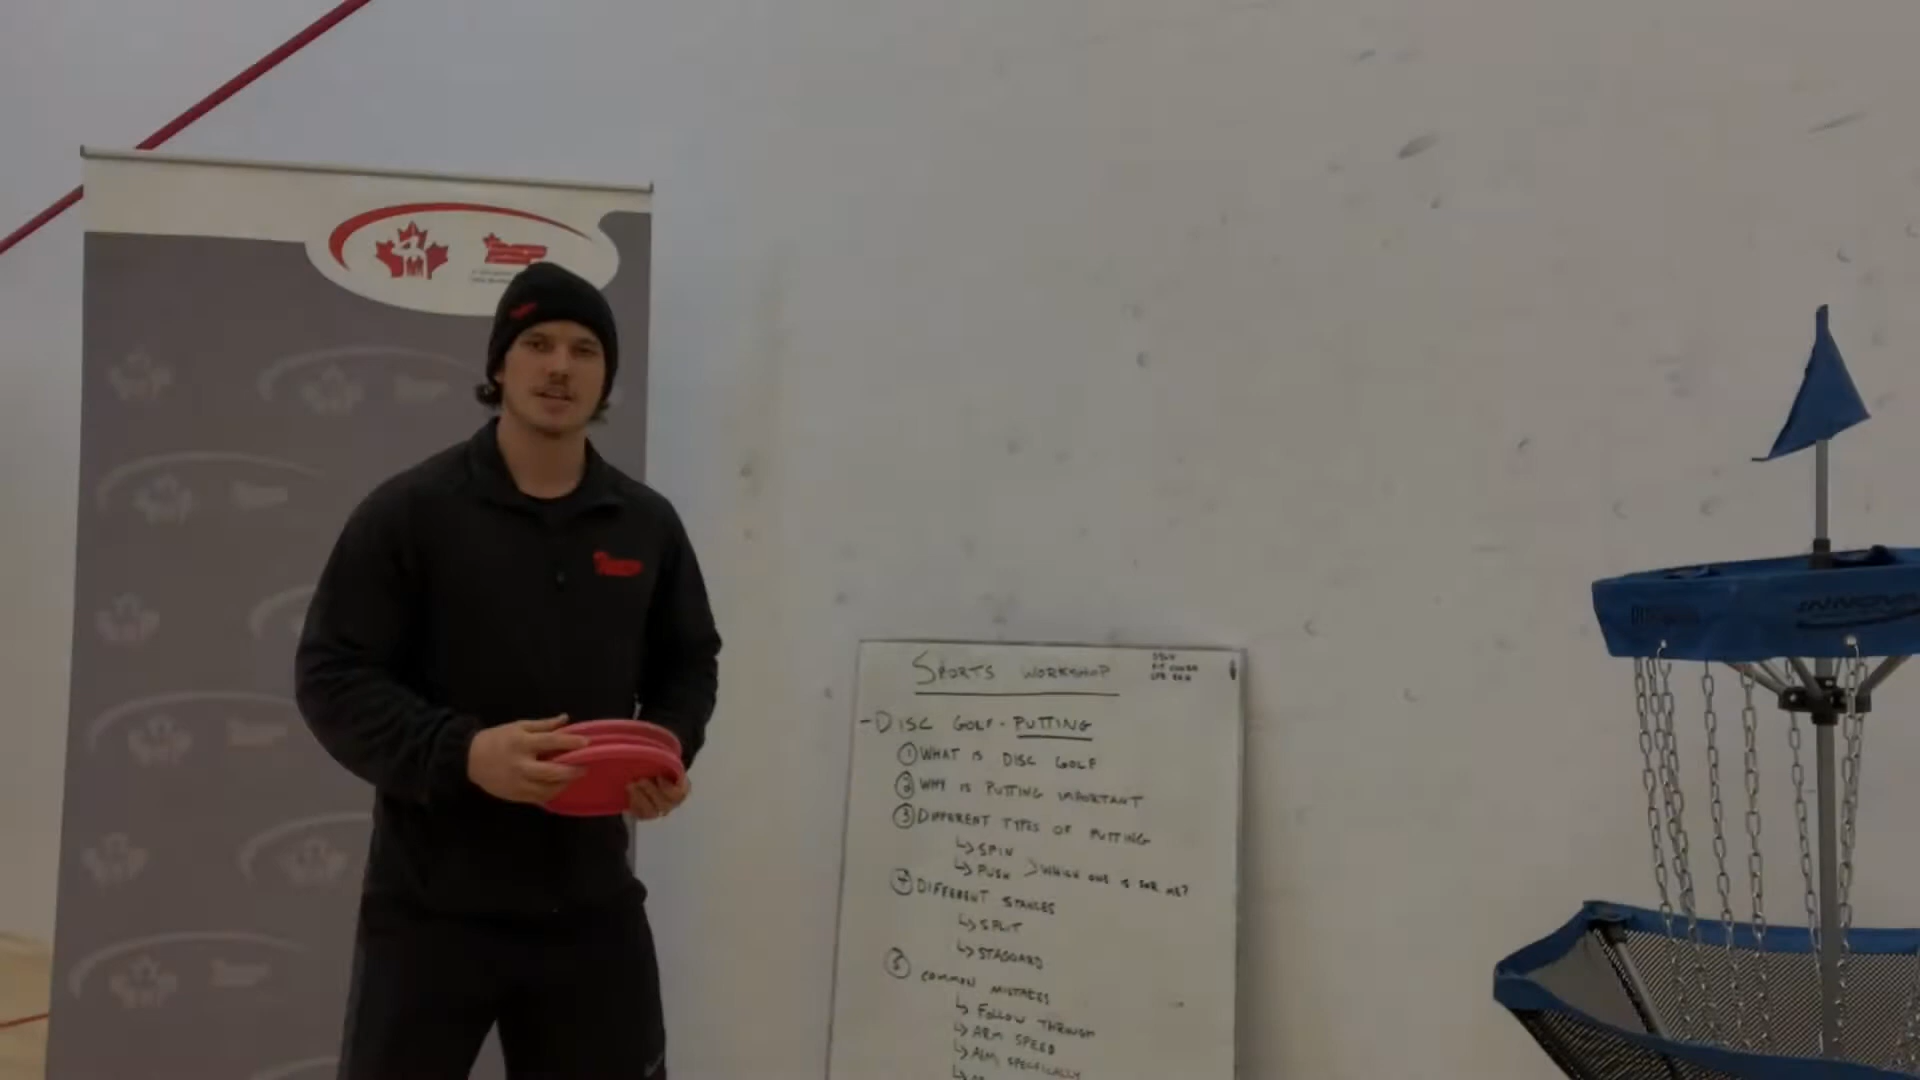 SPORTS WORKSHOP
- DISC GOLF - PUTTING
① WHAT IS DISC GOLF
② WHY IS PUTTING IMPORTANT
③ DIFFERENT TYPES OF PUTTING
↳ SPIN
↳ PUSH > WHICH ONE IS FOR ME?
④ DIFFERENT STANCES
↳ SPLIT
↳ STAGGARD
⑤ COMMON MISTAKES
↳ FOLLOW THROUGH
↳ ARM SPEED
↳ AIM SPECIFICALLY
INNOVA